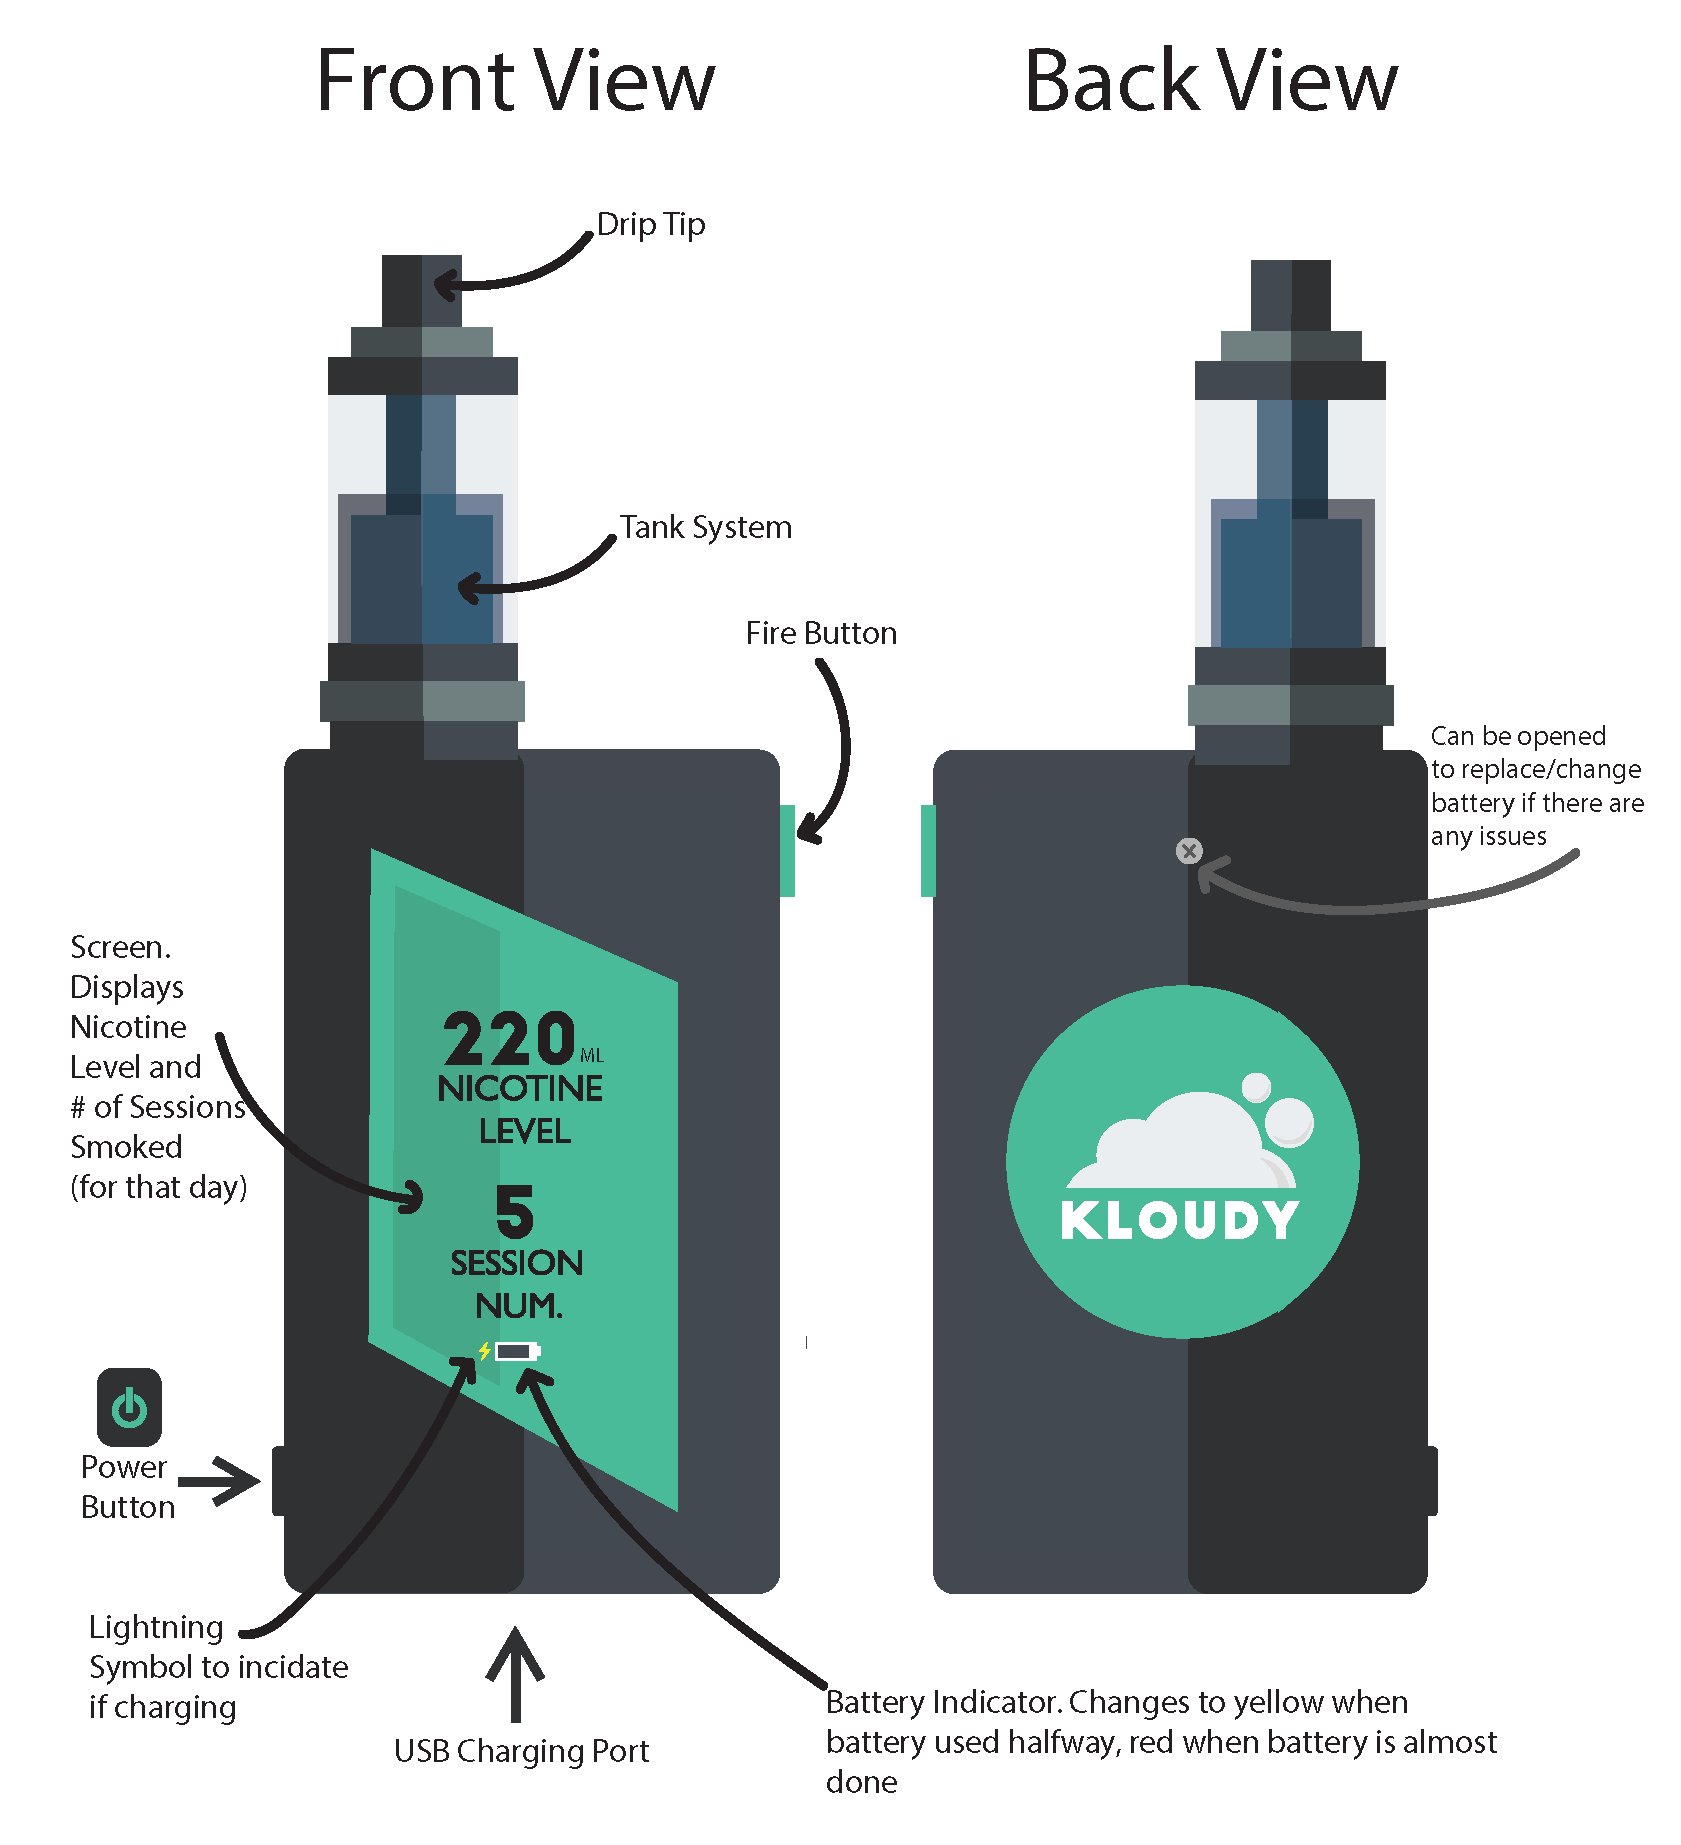 Front View
Back View
Drip Tip
Tank System
Fire Button
Can be opened
to replace/change
battery if there are
any issues
Screen.
Displays
Nicotine
Level and
# of Sessions
Smoked
(for that day)
220 ML
NICOTINE
LEVEL
5
SESSION
NUM.
KLOUDY
Power
Button
Lightning
Symbol to incidate
if charging
USB Charging Port
Battery Indicator. Changes to yellow when
battery used halfway, red when battery is almost
done